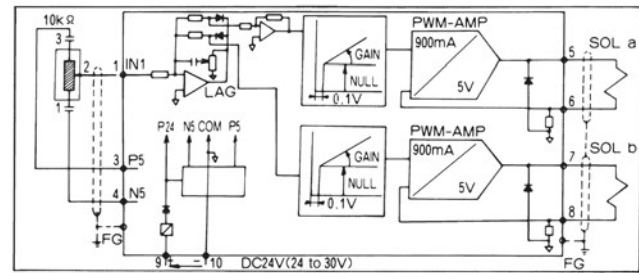 10kΩ
3
2
1
1
IN1
LAG
P24
N5
COM
P5
3
P5
4
N5
FG
9
+
−
10
DC24V(24 to 30V)
GAIN
NULL
0.1V
PWM-AMP
900mA
5V
5
SOL a
6
GAIN
NULL
0.1V
PWM-AMP
900mA
5V
7
SOL b
8
FG